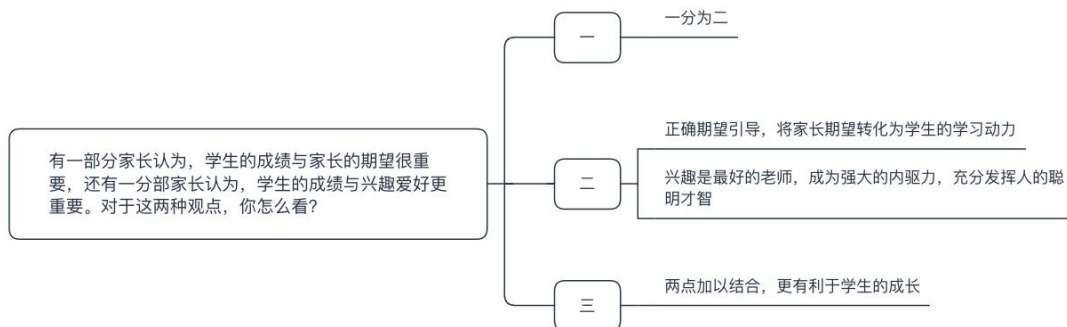 有一部分家长认为，学生的成绩与家长的期望很重
要，还有一分部家长认为，学生的成绩与兴趣爱好更
重要。对于这两种观点，你怎么看？
一
一分为二
二
正确期望引导，将家长期望转化为学生的学习动力
兴趣是最好的老师，成为强大的内驱力，充分发挥人的聪
明才智
三
两点加以结合，更有利于学生的成长